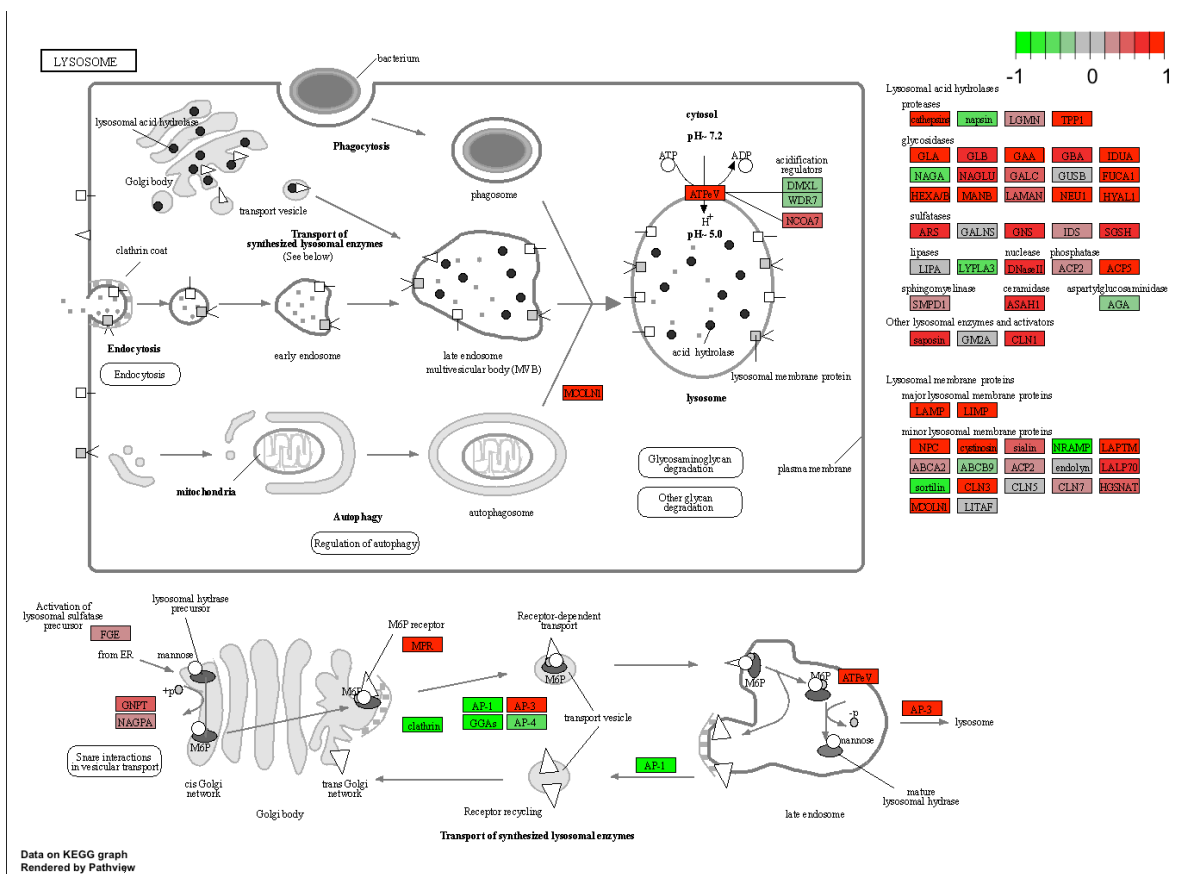 LYSOSOME
-1 0 1
bacterium
lysosomal acid hydrolase
Golgi body
transport vesicle
Phagocytosis
phagosome
Transport of
synthesized lysosomal enzymes
(See below)
clathrin coat
Endocytosis
Endocytosis
early endosome
late endosome
multivesicular body (MVB)
cytosol
pH~ 7.2
ATP
ADP
ATPeV
H+
pH~ 5.0
acidification
regulators
DMXL
WDR7
NCOA7
acid hydrolase
lysosomal membrane protein
lysosome
MCOLN1
mitochondria
Autophagy
Regulation of autophagy
autophagosome
Glycosaminoglycan
degradation
Other glycan
degradation
plasma membrane
Lysosomal acid hydrolases
proteases
cathepsins napsin LGMN TPP1
glycosidases
GLA GLB GAA GBA IDUA
NAGA NAGLU GALC GUSB FUCA1
HEXA/B MANB LAMAN NEU1 HYAL1
sulfatases
ARS GALNS GNS IDS SGSH
lipases nuclease phosphatase
LIPA LYPLA3 DNaseII ACP2 ACP5
sphingomyelinase ceramidase aspartylglucosaminidase
SMPD1 ASAH1 AGA
Other lysosomal enzymes and activators
saposin GM2A CLN1
Lysosomal membrane proteins
major lysosomal membrane proteins
LAMP LIMP
minor lysosomal membrane proteins
NPC cystinosin sialin NRAMP LAPTM
ABCA2 ABCB9 ACP2 endolyn LALP70
sortilin CLN3 CLN5 CLN7 HGSNAT
MCOLN1 LITAF
Activation of
lysosomal sulfatase
precursor
FGE
lysosomal hydrase
precursor
from ER
mannose
+p
GNPT
NAGPA
M6P
Snare interactions
in vesicular transport
cis Golgi
network
Golgi body
trans Golgi
network
M6P
M6P receptor
MPR
clathrin
AP-1 AP-3
GGAs AP-4
Receptor-dependent
transport
M6P
transport vesicle
Receptor recycling
AP-1
Transport of synthesized lysosomal enzymes
M6P
M6P
ATPeV
-p
mannose
AP-3
lysosome
mature
lysosomal hydrase
late endosome
Data on KEGG graph
Rendered by Pathview